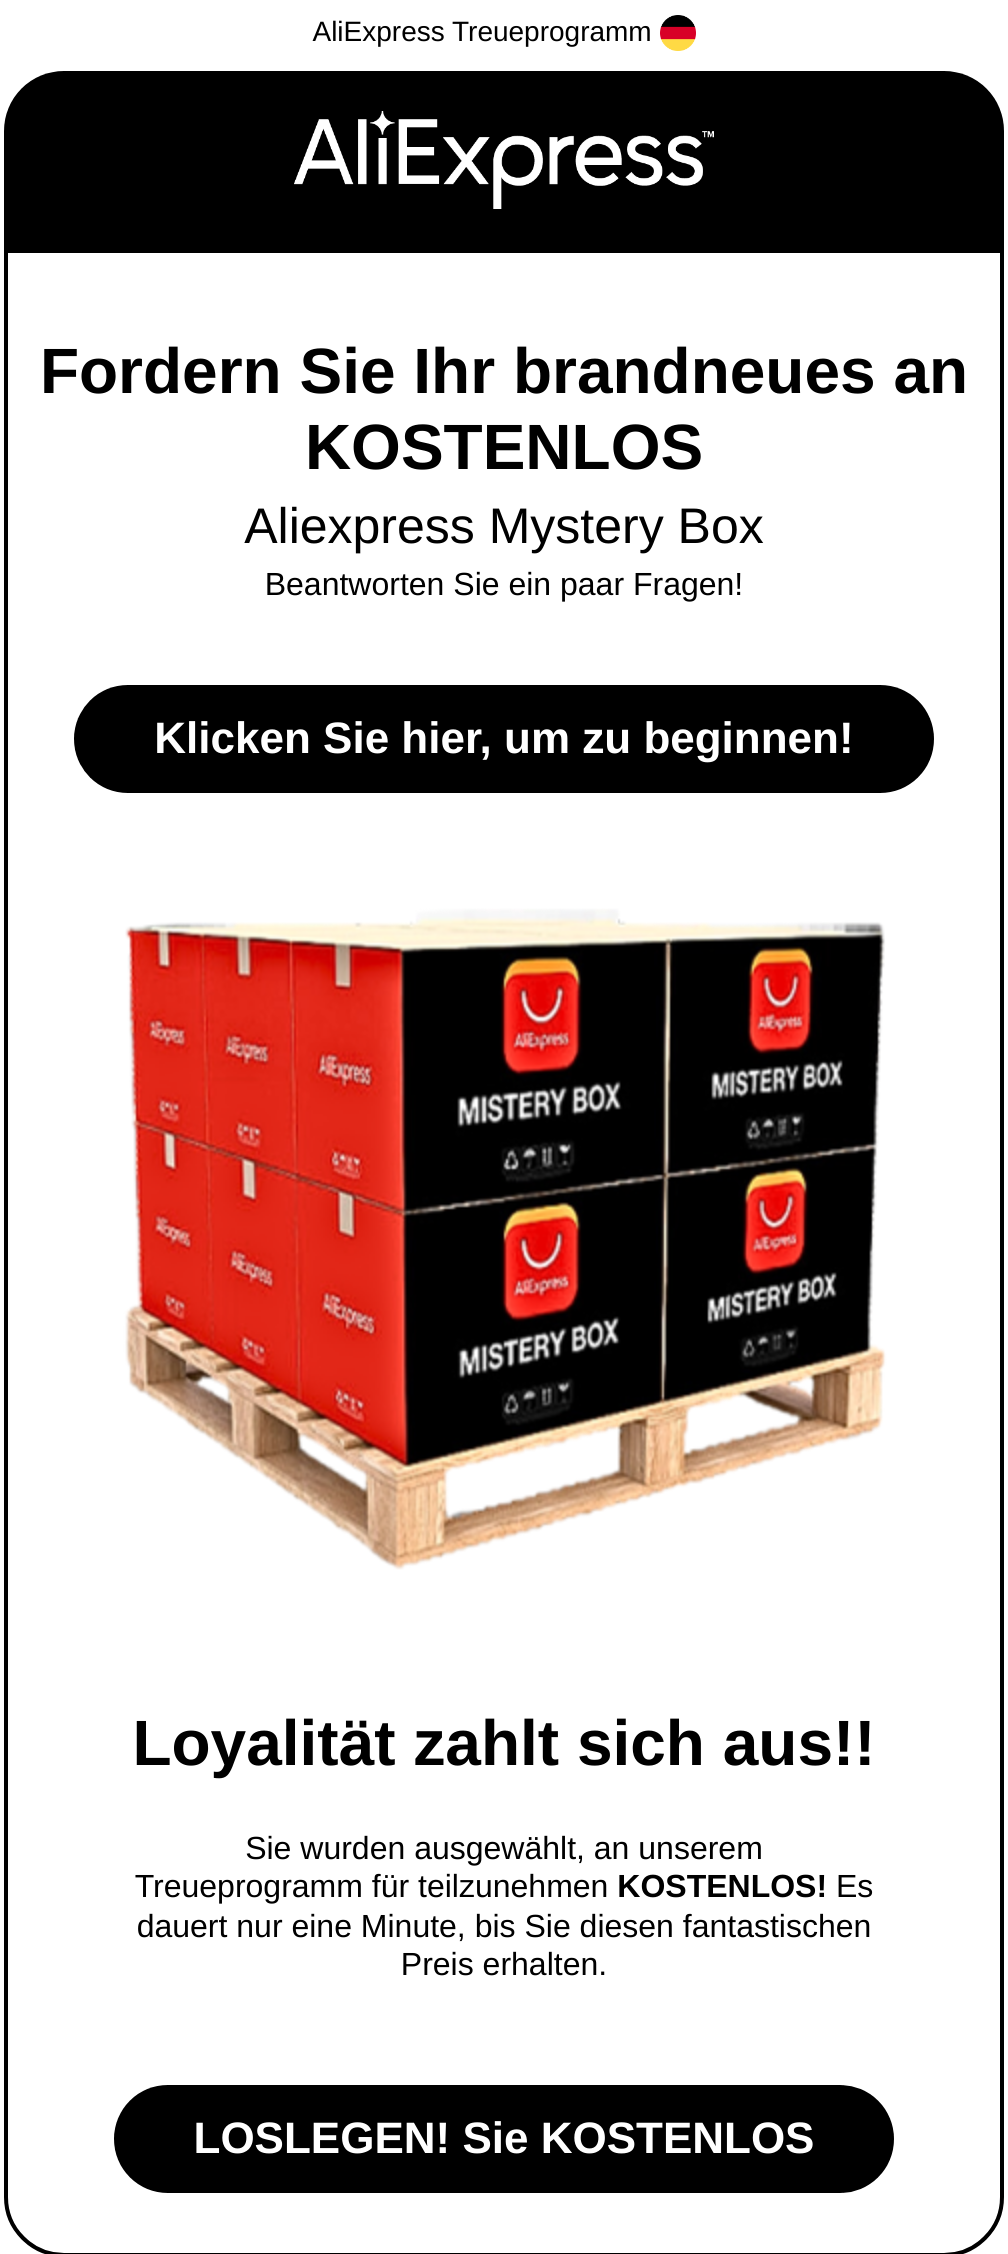 AliExpress Treueprogramm
AliExpress™
Fordern Sie Ihr brandneues an
KOSTENLOS
Aliexpress Mystery Box
Beantworten Sie ein paar Fragen!
Klicken Sie hier, um zu beginnen!
AliExpress
AliExpress
AliExpress
AliExpress
MISTERY BOX
AliExpress
MISTERY BOX
AliExpress
AliExpress
AliExpress
AliExpress
MISTERY BOX
AliExpress
MISTERY BOX
Loyalität zahlt sich aus!!
Sie wurden ausgewählt, an unserem
Treueprogramm für teilzunehmen KOSTENLOS! Es
dauert nur eine Minute, bis Sie diesen fantastischen
Preis erhalten.
LOSLEGEN! Sie KOSTENLOS